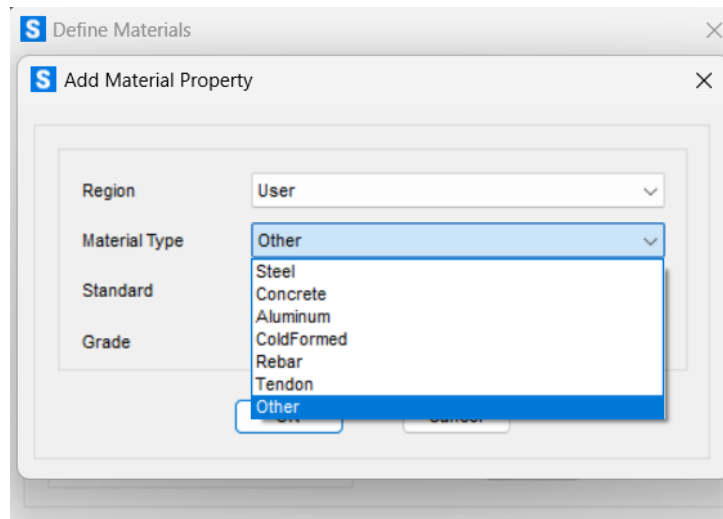 S Define Materials
S Add Material Property
Region User
Material Type Other
Steel
Concrete
Standard
Aluminum
ColdFormed
Grade
Rebar
Tendon
Other